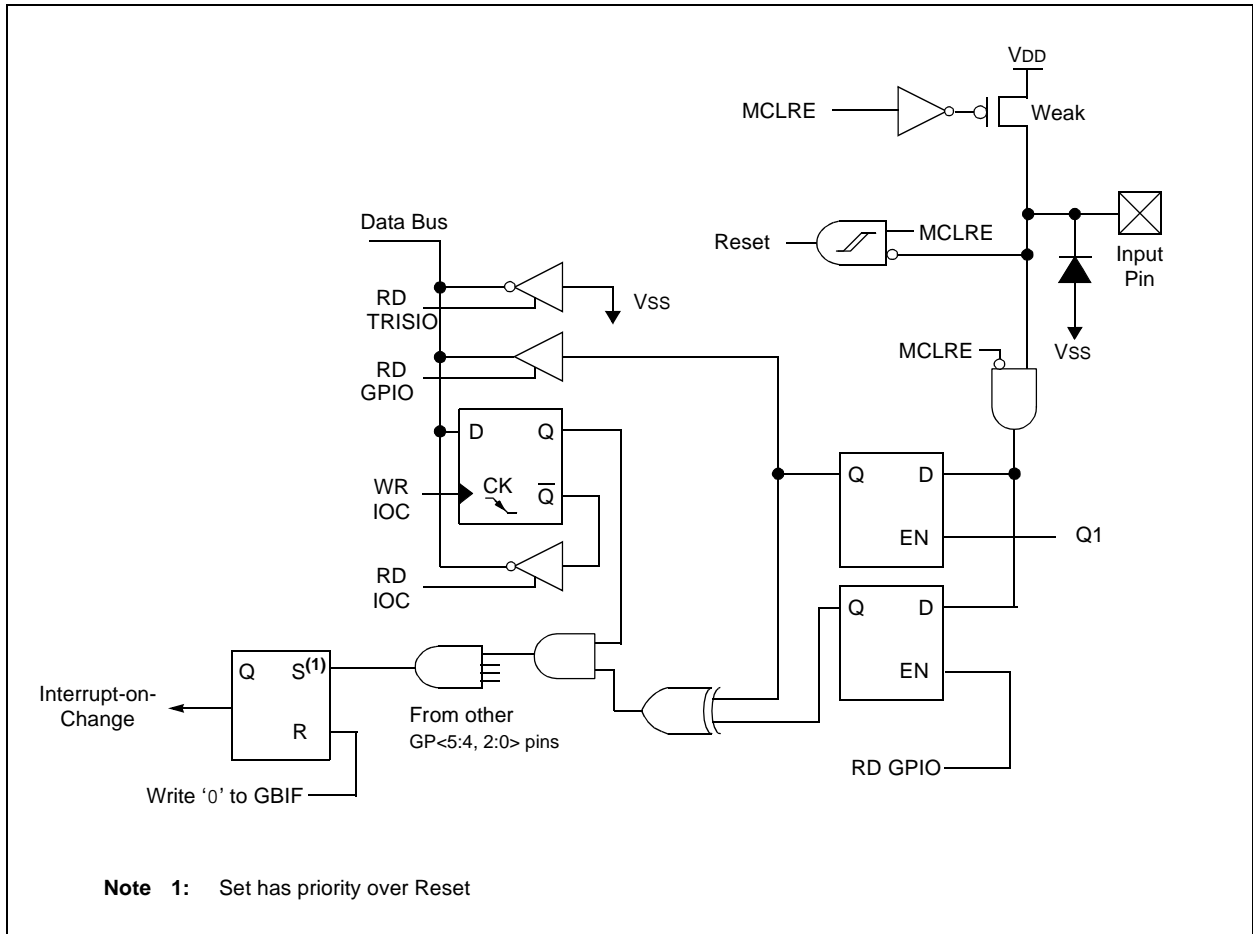 VDD
MCLRE
Weak
Data Bus
Reset
MCLRE
Input
Pin
RD
TRISIO
VSS
VSS
RD
GPIO
MCLRE
D
Q
CK
Q
WR
IOC
RD
IOC
Q
D
EN
Q1
Q
D
EN
RD GPIO
Q
S(1)
R
Interrupt-on-
Change
From other
GP<5:4, 2:0> pins
Write ‘0’ to GBIF
Note 1: Set has priority over Reset